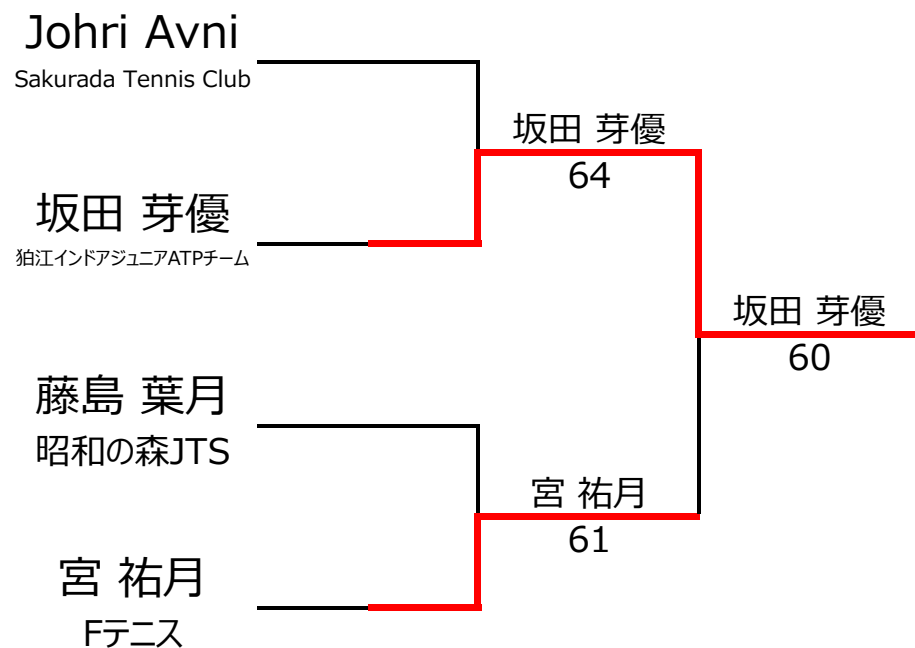 Johri Avni
Sakurada Tennis Club
坂田 芽優
64
坂田 芽優
狛江インドアジュニアATPチーム
坂田 芽優
60
藤島 葉月
昭和の森JTS
宮 祐月
61
宮 祐月
Fテニス